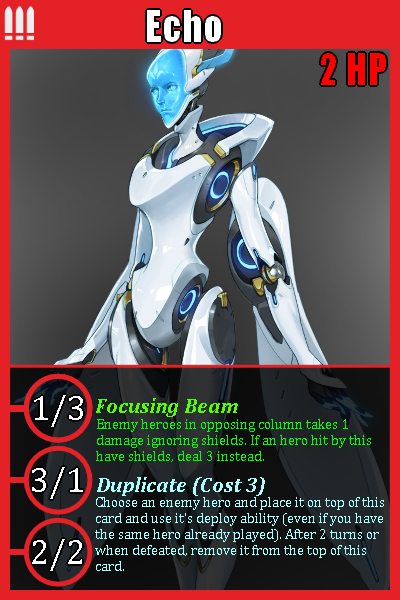 Echo
2 HP
1/3
Focusing Beam
Enemy heroes in opposing column takes 1
damage ignoring shields. If an hero hit by this
have shields, deal 3 instead.
3/1
Duplicate (Cost 3)
Choose an enemy hero and place it on top of this
card and use it's deploy ability (even if you have
the same hero already played). After 2 turns or
when defeated, remove it from the top of this
card.
2/2